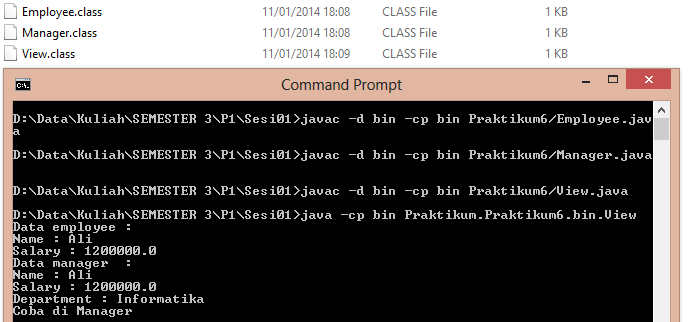 Employee.class 11/01/2014 18:08 CLASS File 1 KB
Manager.class 11/01/2014 18:08 CLASS File 1 KB
View.class 11/01/2014 18:09 CLASS File 1 KB
Command Prompt
D:\Data\Kuliah\SEMESTER 3\P1\Sesi01>javac -d bin -cp bin Praktikum6/Employee.jav
a
D:\Data\Kuliah\SEMESTER 3\P1\Sesi01>javac -d bin -cp bin Praktikum6/Manager.java
D:\Data\Kuliah\SEMESTER 3\P1\Sesi01>javac -d bin -cp bin Praktikum6/View.java
D:\Data\Kuliah\SEMESTER 3\P1\Sesi01>java -cp bin Praktikum.Praktikum6.bin.View
Data employee :
Name : Ali
Salary : 1200000.0
Data manager  :
Name : Ali
Salary : 1200000.0
Department : Informatika
Coba di Manager